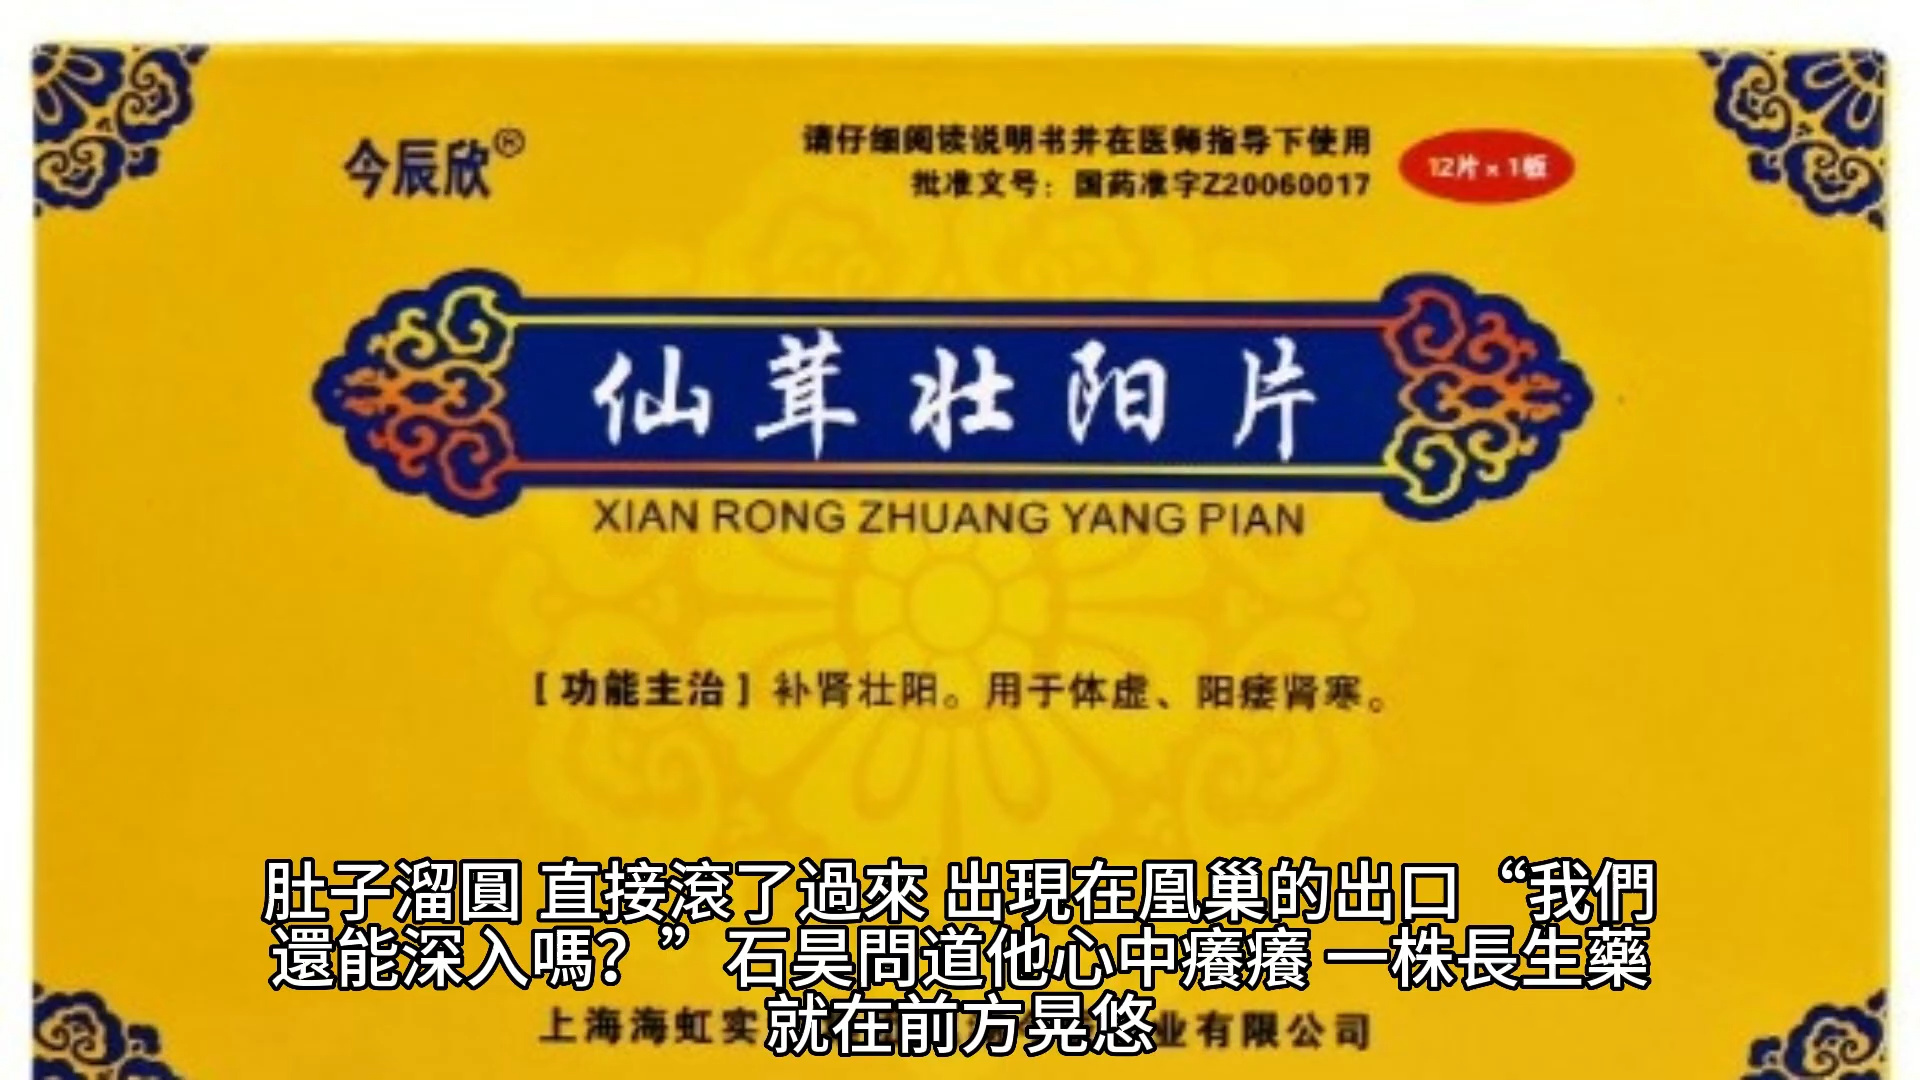 今辰欣®
请仔细阅读说明书并在医师指导下使用
批准文号：国药准字Z20060017
12片×1板
仙茸壮阳片
XIAN RONG ZHUANG YANG PIAN
[功能主治] 补肾壮阳。用于体虚、阳痿肾寒。
肚子溜圓 直接滾了過來 出現在凰巢的出口 “我們
還能深入嗎？” 石昊問道他心中癢癢 一株長生藥
就在前方晃悠
上海海虹实 业有限公司